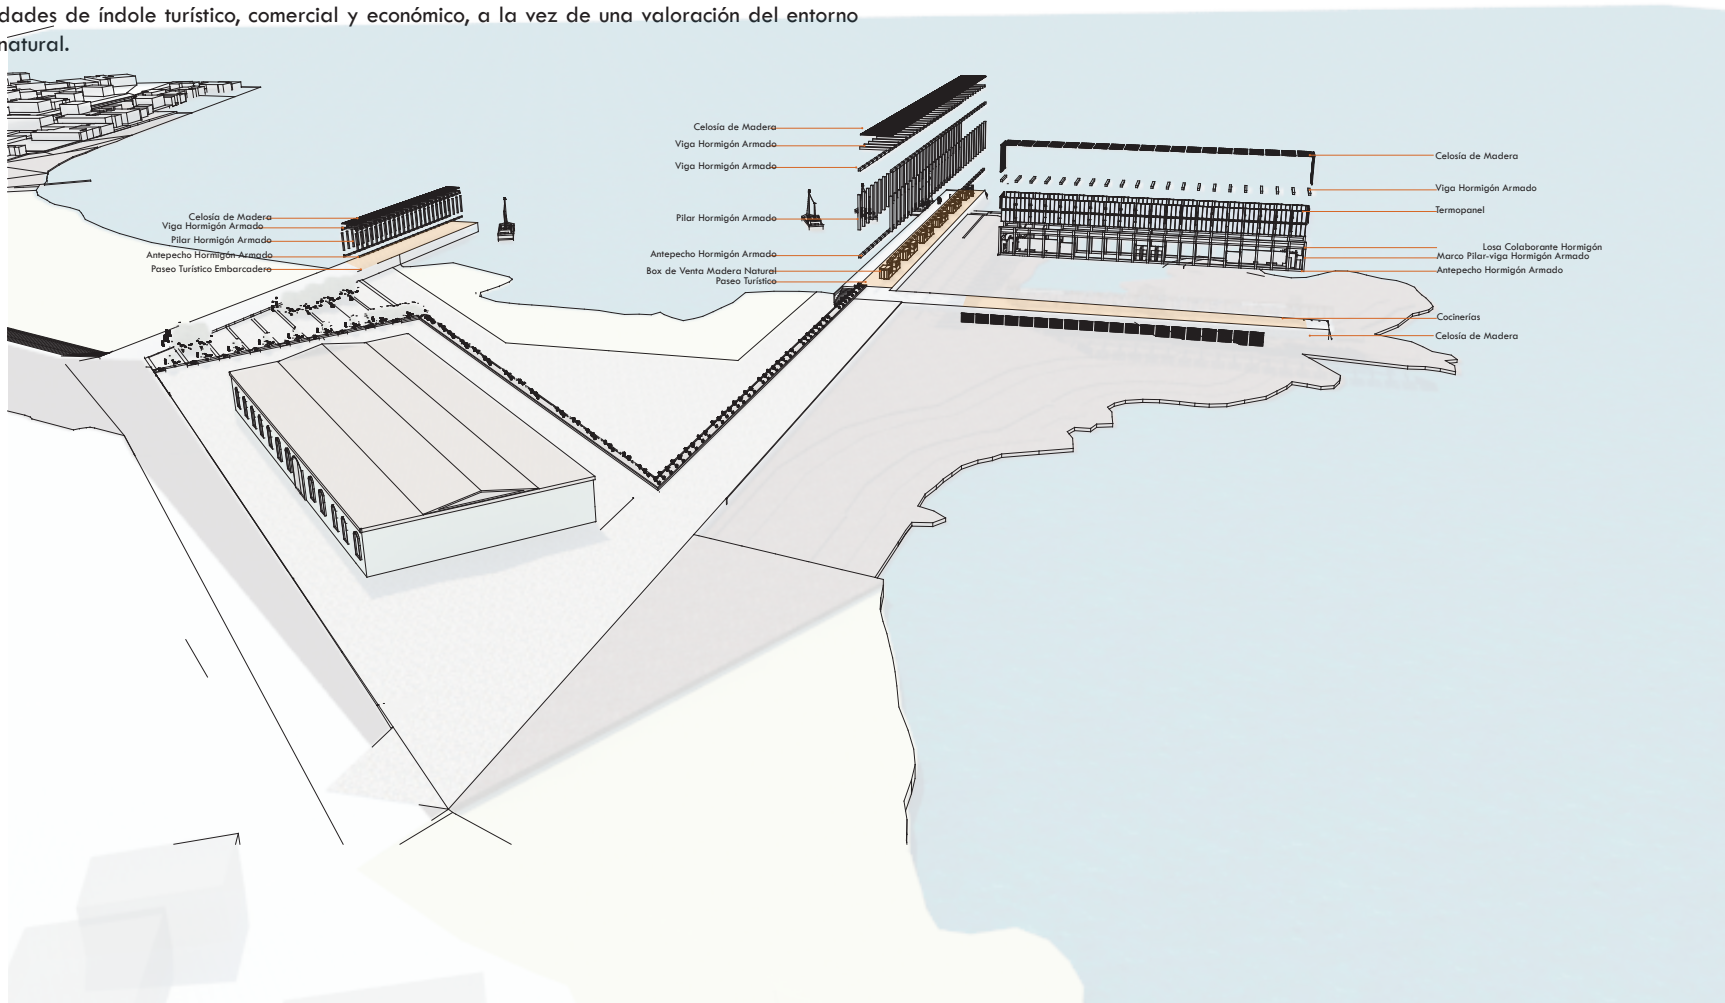 dades de índole turístico, comercial y económico, a la vez de una valoración del entorno
natural.
Celosía de Madera
Viga Hormigón Armado
Pilar Hormigón Armado
Antepecho Hormigón Armado
Paseo Turístico Embarcadero
Celosía de Madera
Viga Hormigón Armado
Viga Hormigón Armado
Pilar Hormigón Armado
Antepecho Hormigón Armado
Box de Venta Madera Natural
Paseo Turístico
Celosía de Madera
Viga Hormigón Armado
Termopanel
Losa Colaborante Hormigón
Marco Pilar-viga Hormigón Armado
Antepecho Hormigón Armado
Cocinerías
Celosía de Madera